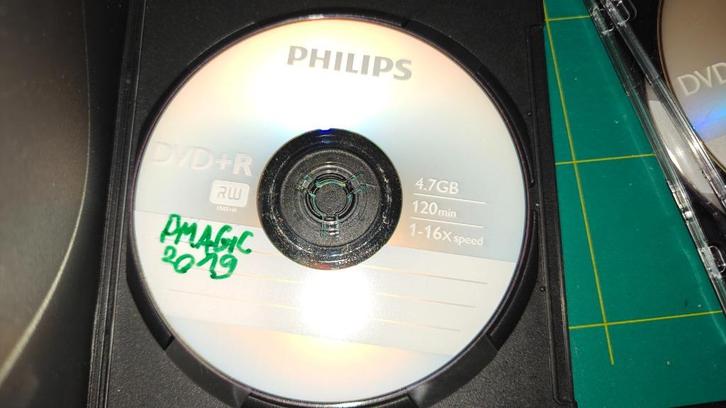 PHILIPS
DVD+R
RW
4.7GB
120min
1-16x speed
PMAGIC
2019
DVD